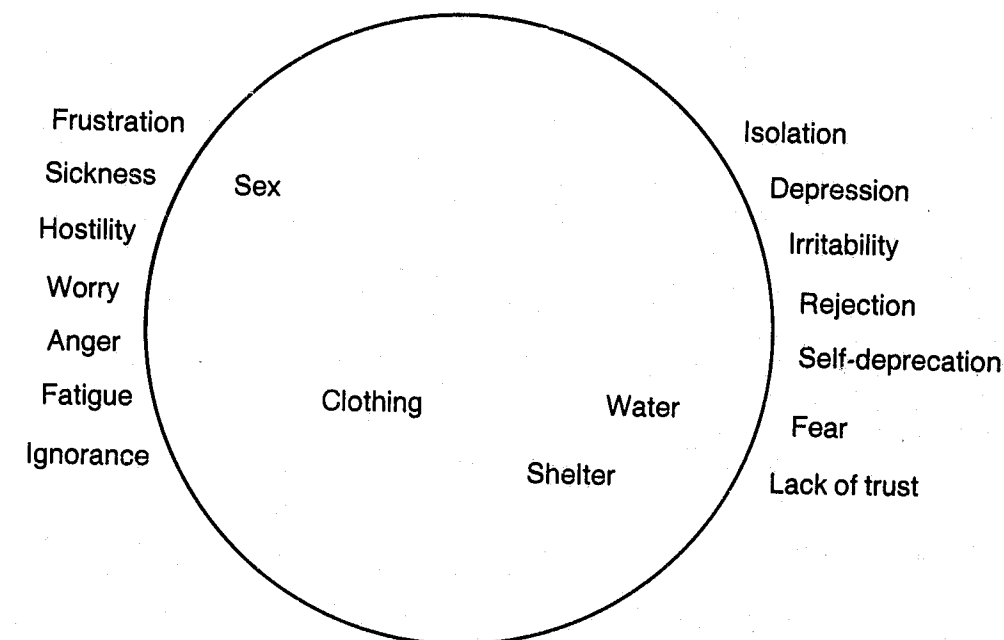 Frustration
Sickness
Hostility
Worry
Anger
Fatigue
Ignorance
Sex
Clothing
Water
Shelter
Isolation
Depression
Irritability
Rejection
Self-deprecation
Fear
Lack of trust